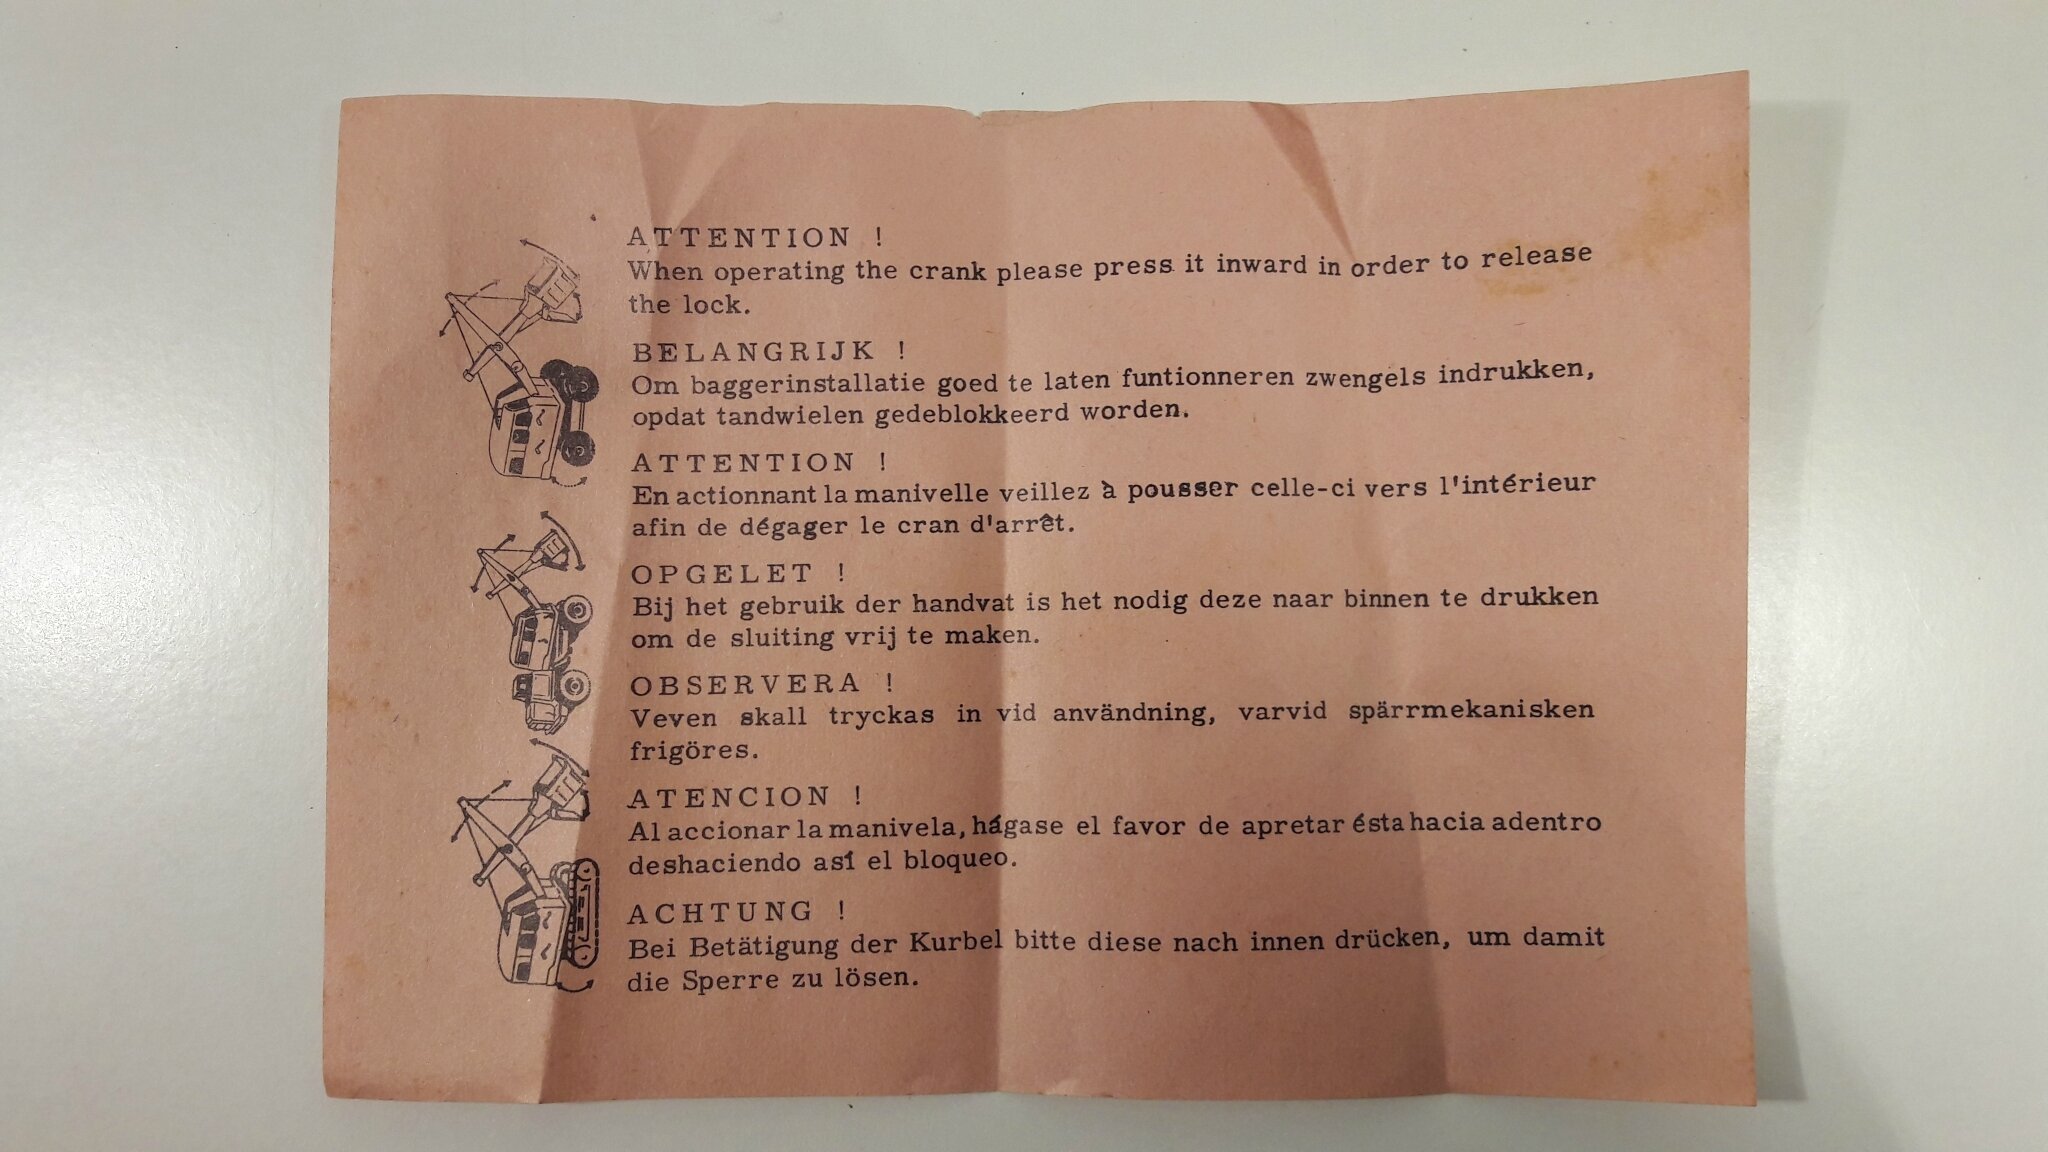 ATTENTION !
When operating the crank please press it inward in order to release
the lock.
BELANGRIJK !
Om baggerinstallatie goed te laten funtionneren zwengels indrukken,
opdat tandwielen gedeblokkeerd worden.
ATTENTION !
En actionnant la manivelle veillez à pousser celle-ci vers l'intérieur
afin de dégager le cran d'arrêt.
OPGELET !
Bij het gebruik der handvat is het nodig deze naar binnen te drukken
om de sluiting vrij te maken.
OBSERVERA !
Veven skall tryckas in vid användning, varvid spärrmekanisken
frigöres.
ATENCION !
Al accionar la manivela, hágase el favor de apretar ésta hacia adentro
deshaciendo así el bloqueo.
ACHTUNG !
Bei Betätigung der Kurbel bitte diese nach innen drücken, um damit
die Sperre zu lösen.